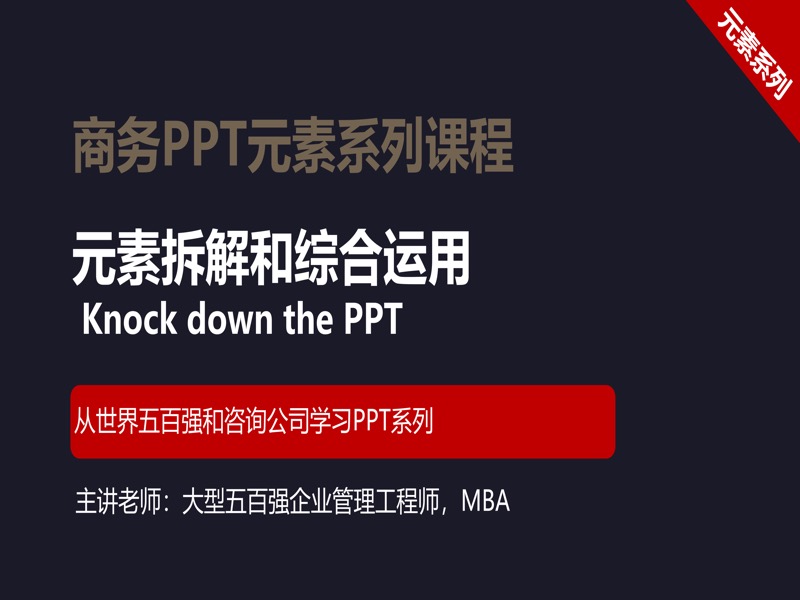 元素系列
商务PPT元素系列课程
元素拆解和综合运用
Knock down the PPT
从世界五百强和咨询公司学习PPT系列
主讲老师：大型五百强企业管理工程师，MBA